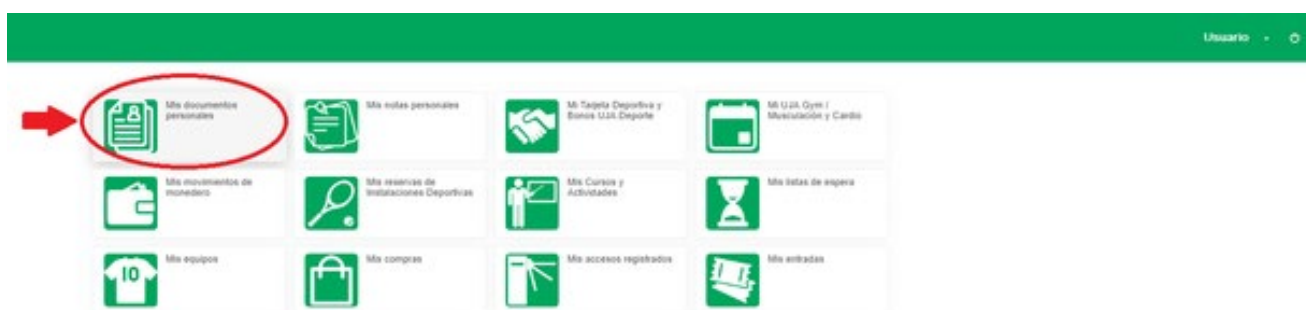 Usuario
Mis documentos
personales
Mis notas personales
Mi Tarjeta Deportiva y
Bonos UJA Deporte
Mi UJA Gym /
Musculación y Cardio
Mis movimientos de
monedero
Mis reservas de
Instalaciones Deportivas
Mis Cursos y
Actividades
Mis listas de espera
Mis equipos
10
Mis compras
Mis accesos registrados
Mis entradas